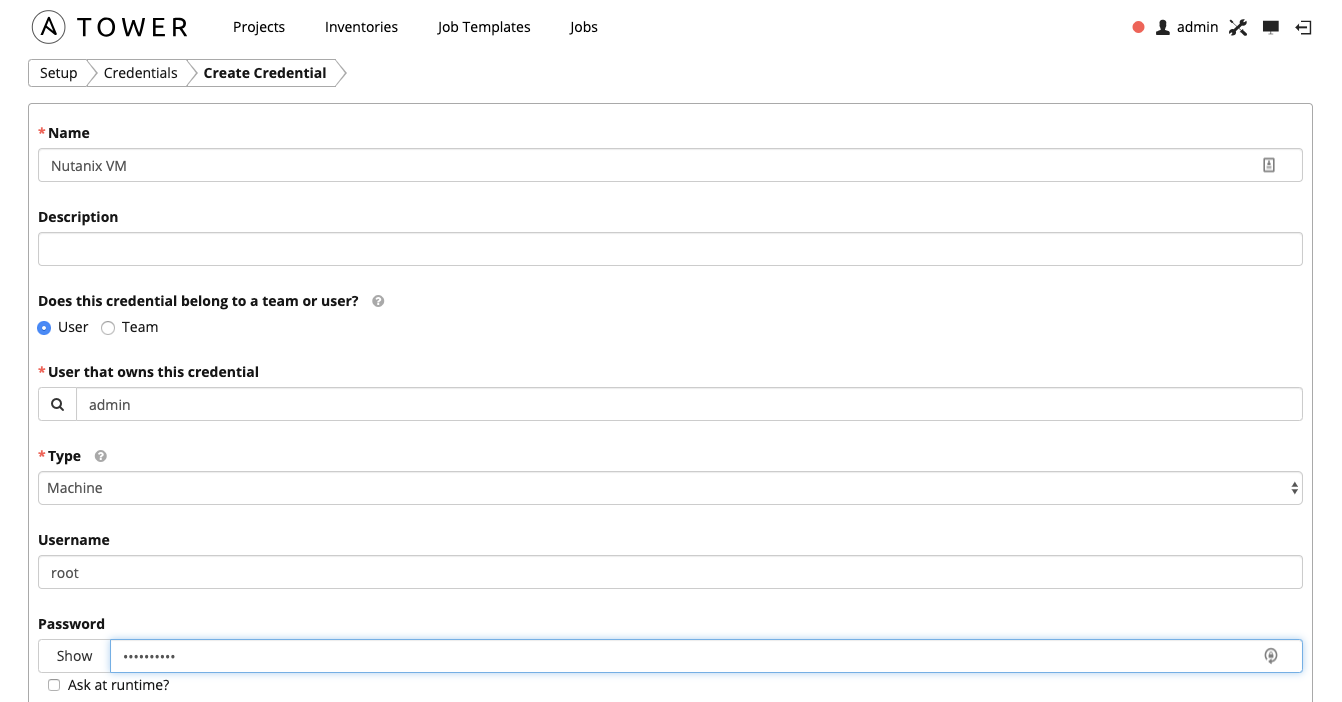 A TOWER Projects Inventories Job Templates Jobs admin
Setup Credentials Create Credential
* Name
Nutanix VM
Description
Does this credential belong to a team or user? ?
User Team
* User that owns this credential
admin
* Type ?
Machine
Username
root
Password
Show ••••••••••
Ask at runtime?